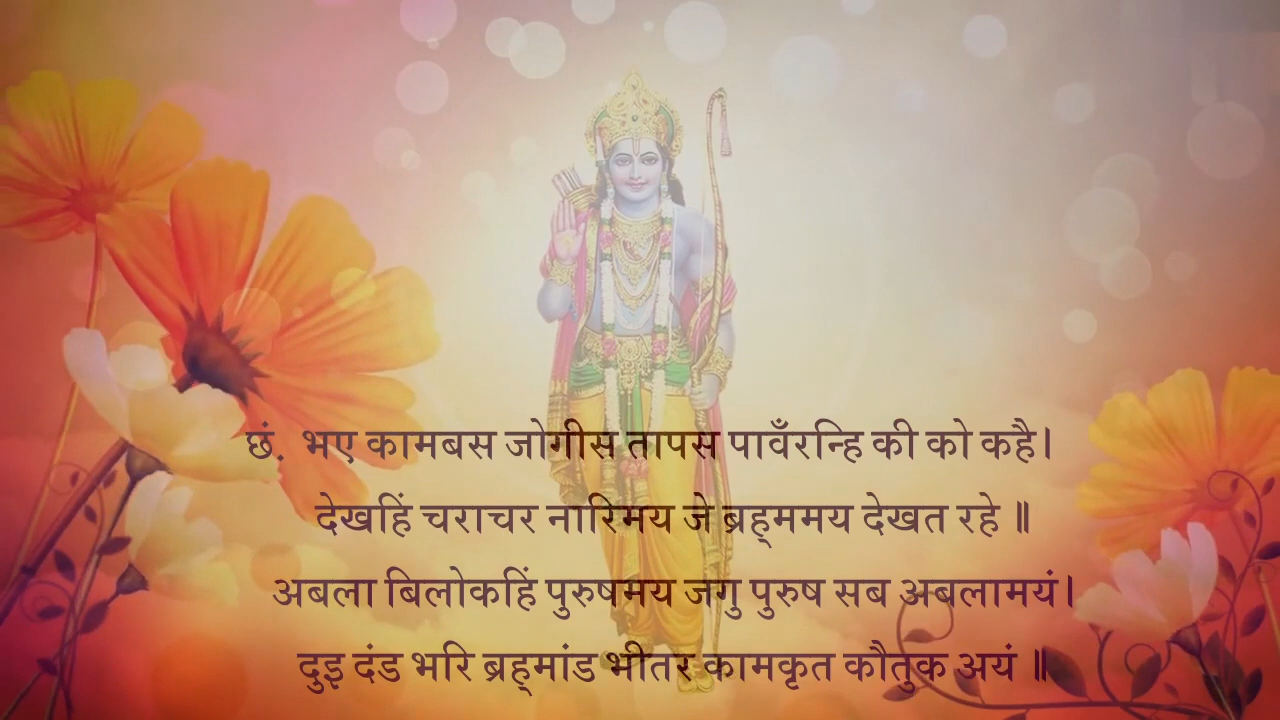 छं. भए कामबस जोगीस तापस पावँरन्हि की को कहै।
देखहिं चराचर नारिमय जे ब्रह्ममय देखत रहे ॥
अबला बिलोकहिं पुरुषमय जगु पुरुष सब अबलामयं।
दुइ दंड भरि ब्रह्मांड भीतर कामकृत कौतुक अयं ॥